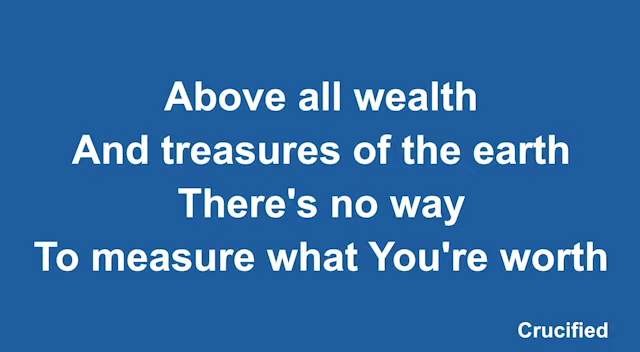 Above all wealth
And treasures of the earth
There's no way
To measure what You're worth
Crucified